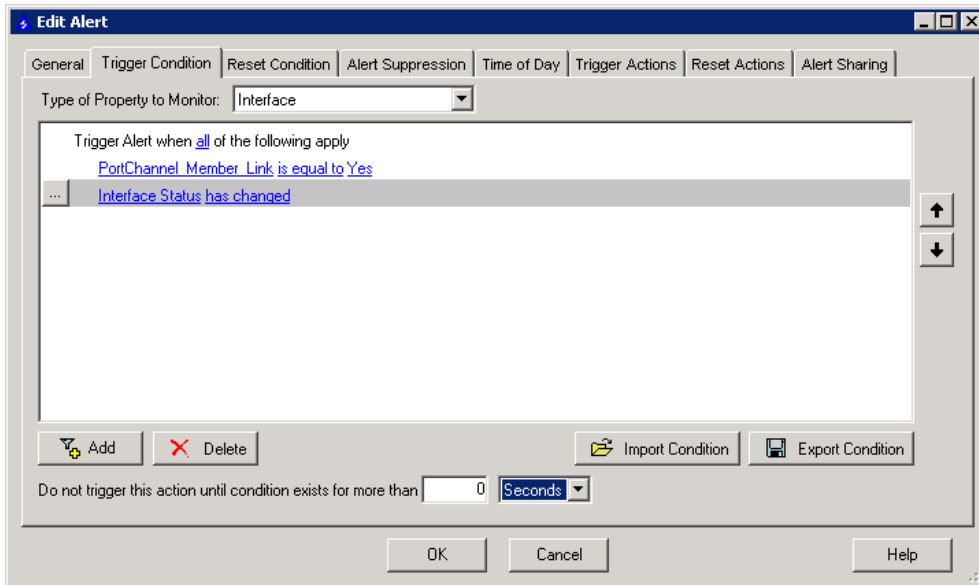 Edit Alert
General Trigger Condition Reset Condition Alert Suppression Time of Day Trigger Actions Reset Actions Alert Sharing
Type of Property to Monitor: Interface
Trigger Alert when all of the following apply
PortChannel_Member_Link is equal to Yes
... Interface Status has changed
Add Delete Import Condition Export Condition
Do not trigger this action until condition exists for more than 0 Seconds
OK Cancel Help